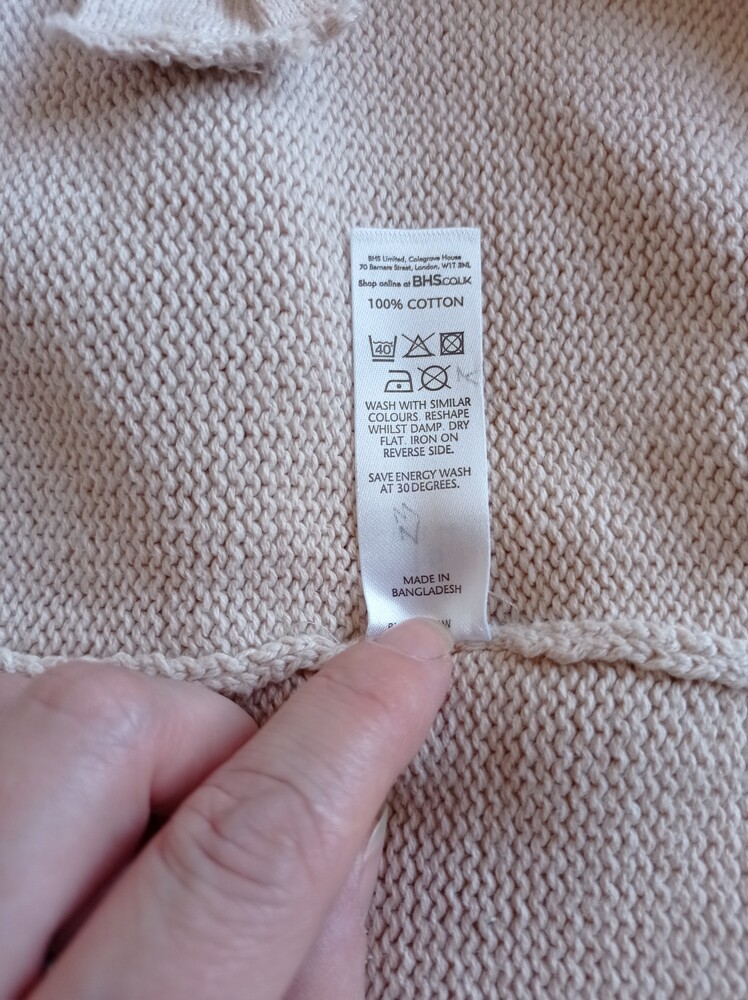 BHS Limited, Colegrave House
70 Berners Street, London, W1T 3NL
Shop online at BHS.CO.UK
100% COTTON
40
WASH WITH SIMILAR
COLOURS. RESHAPE
WHILST DAMP. DRY
FLAT. IRON ON
REVERSE SIDE.
SAVE ENERGY WASH
AT 30 DEGREES.
MADE IN
BANGLADESH